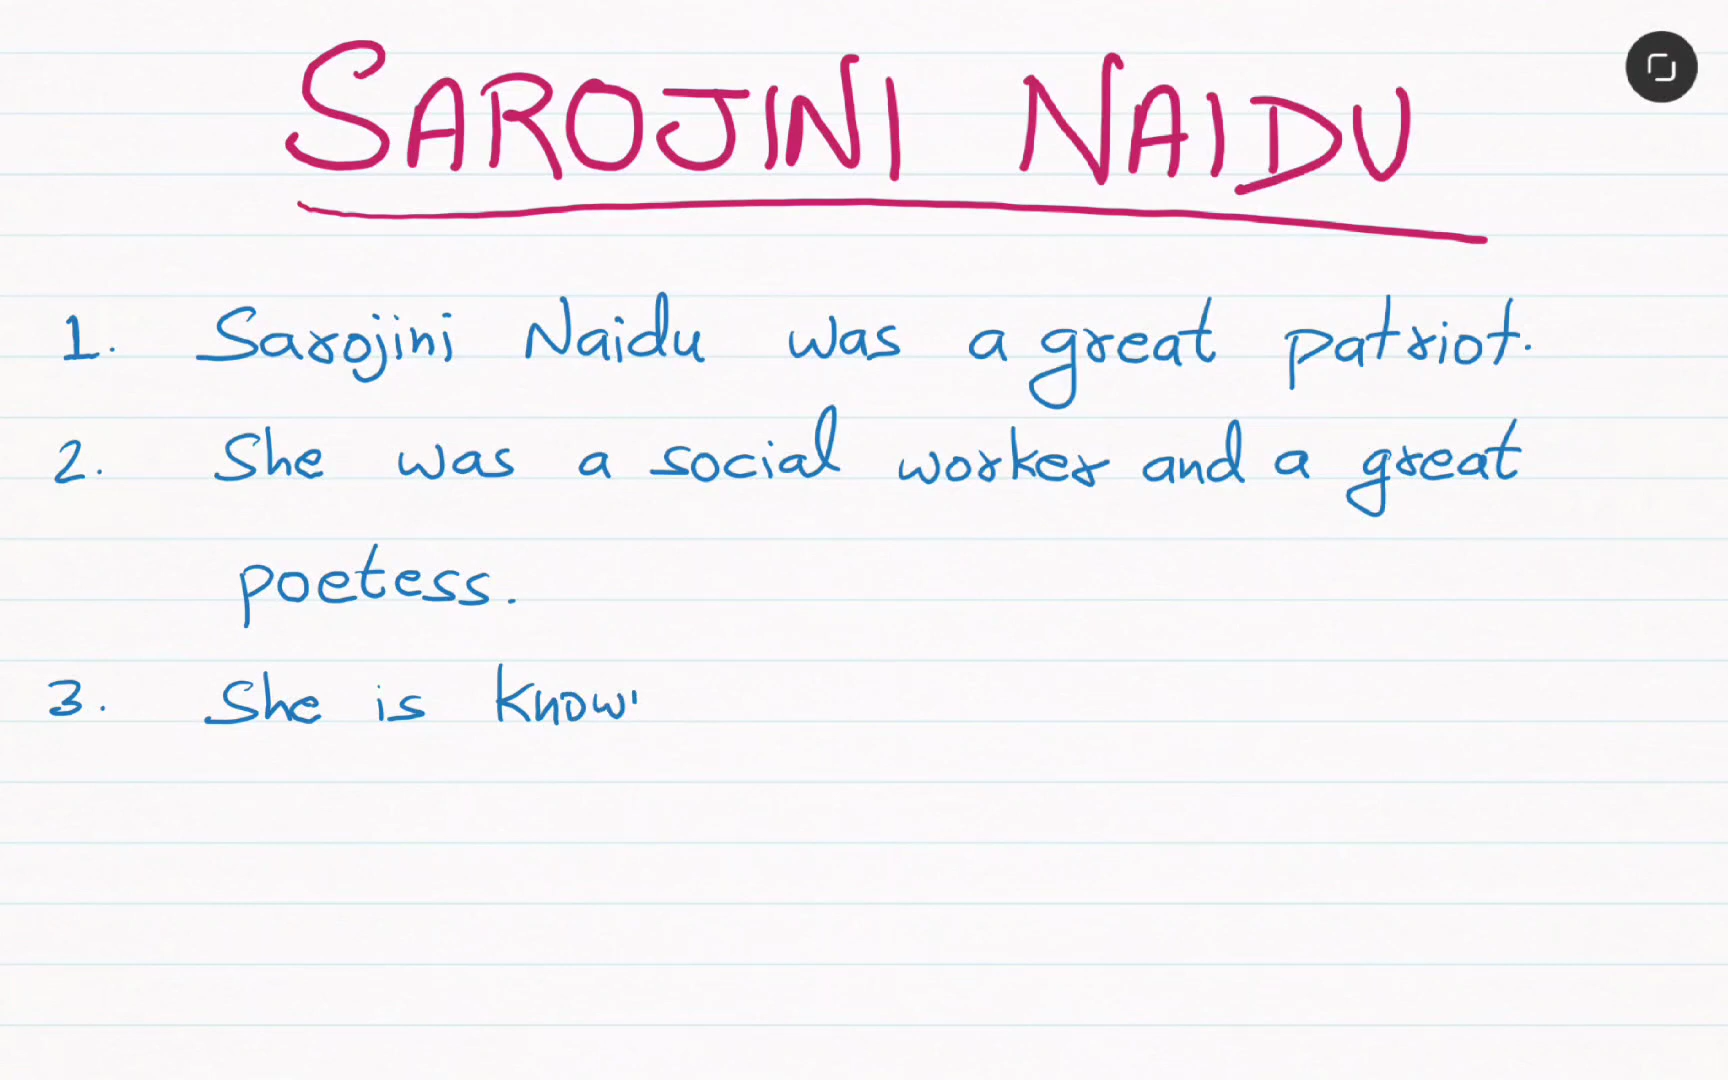 SAROJINI NAIDU
1. Sarojini Naidu was a great patriot.
2. She was a social worker and a great
poetess.
3. She is know